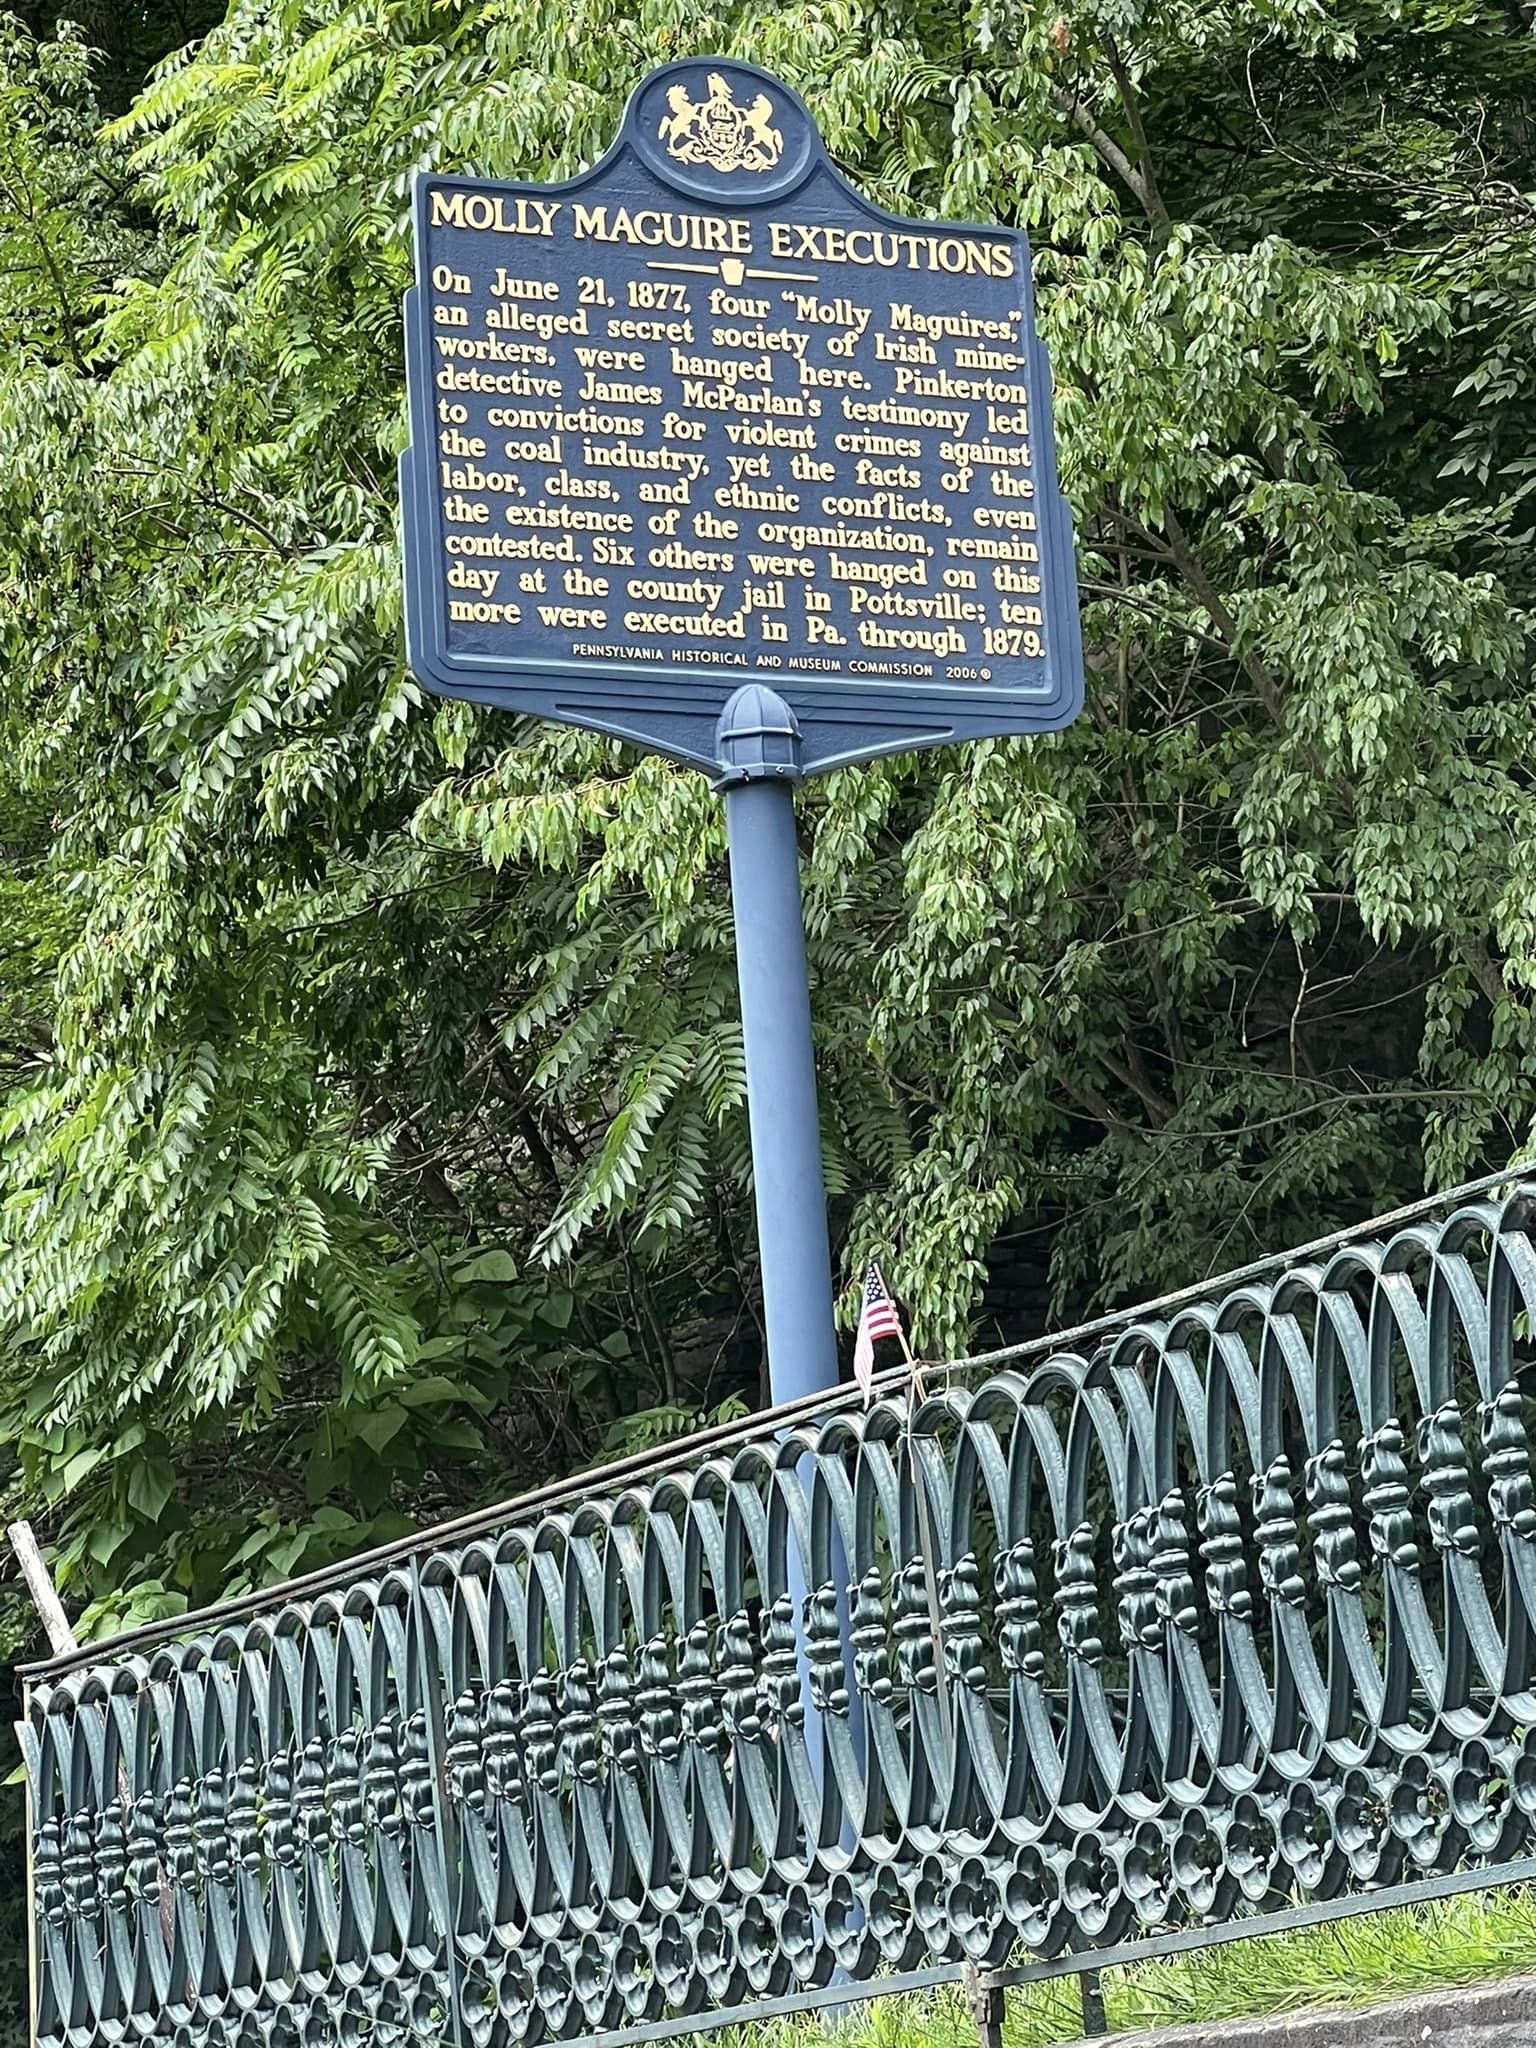 MOLLY MAGUIRE EXECUTIONS
On June 21, 1877, four "Molly Maguires,"
an alleged secret society of Irish mine-
workers, were hanged here. Pinkerton
detective James McParlan's testimony led
to convictions for violent crimes against
the coal industry, yet the facts of the
labor, class, and ethnic conflicts, even
the existence of the organization, remain
contested. Six others were hanged on this
day at the county jail in Pottsville; ten
more were executed in Pa. through 1879.
PENNSYLVANIA HISTORICAL AND MUSEUM COMMISSION 2006 ®